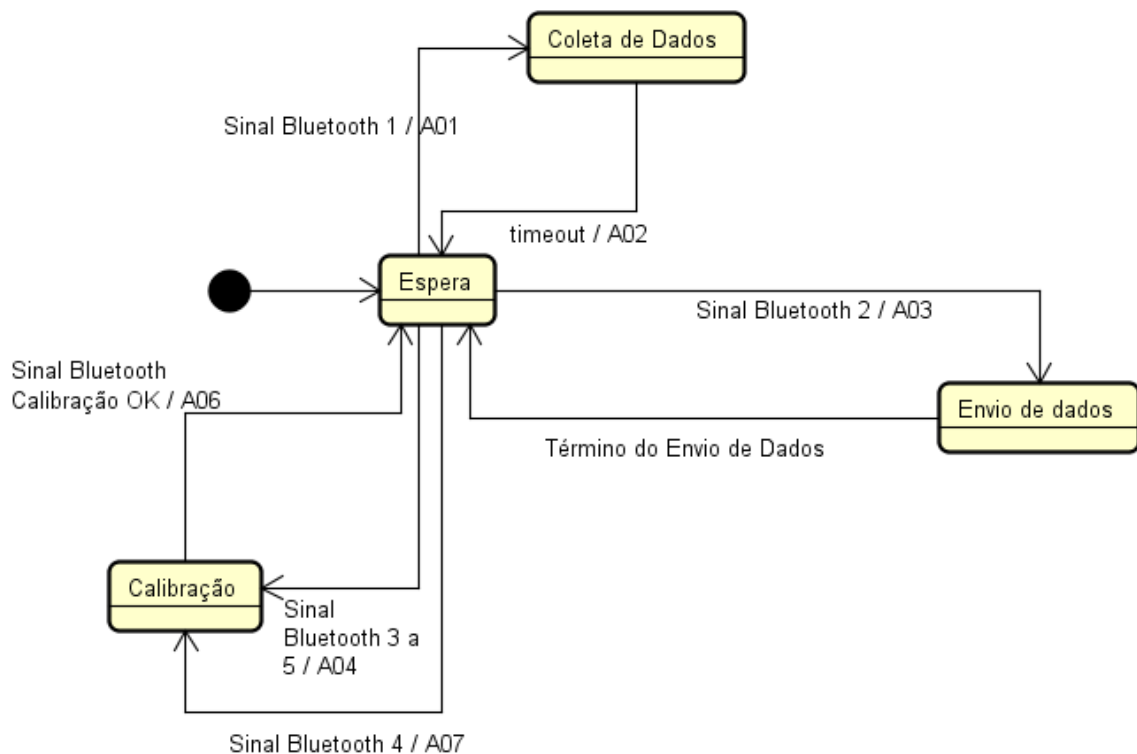 Coleta de Dados
Sinal Bluetooth 1 / A01
timeout / A02
Espera
Sinal Bluetooth 2 / A03
Sinal Bluetooth
Calibração OK / A06
Envio de dados
Término do Envio de Dados
Calibração
Sinal
Bluetooth 3 a
5 / A04
Sinal Bluetooth 4 / A07